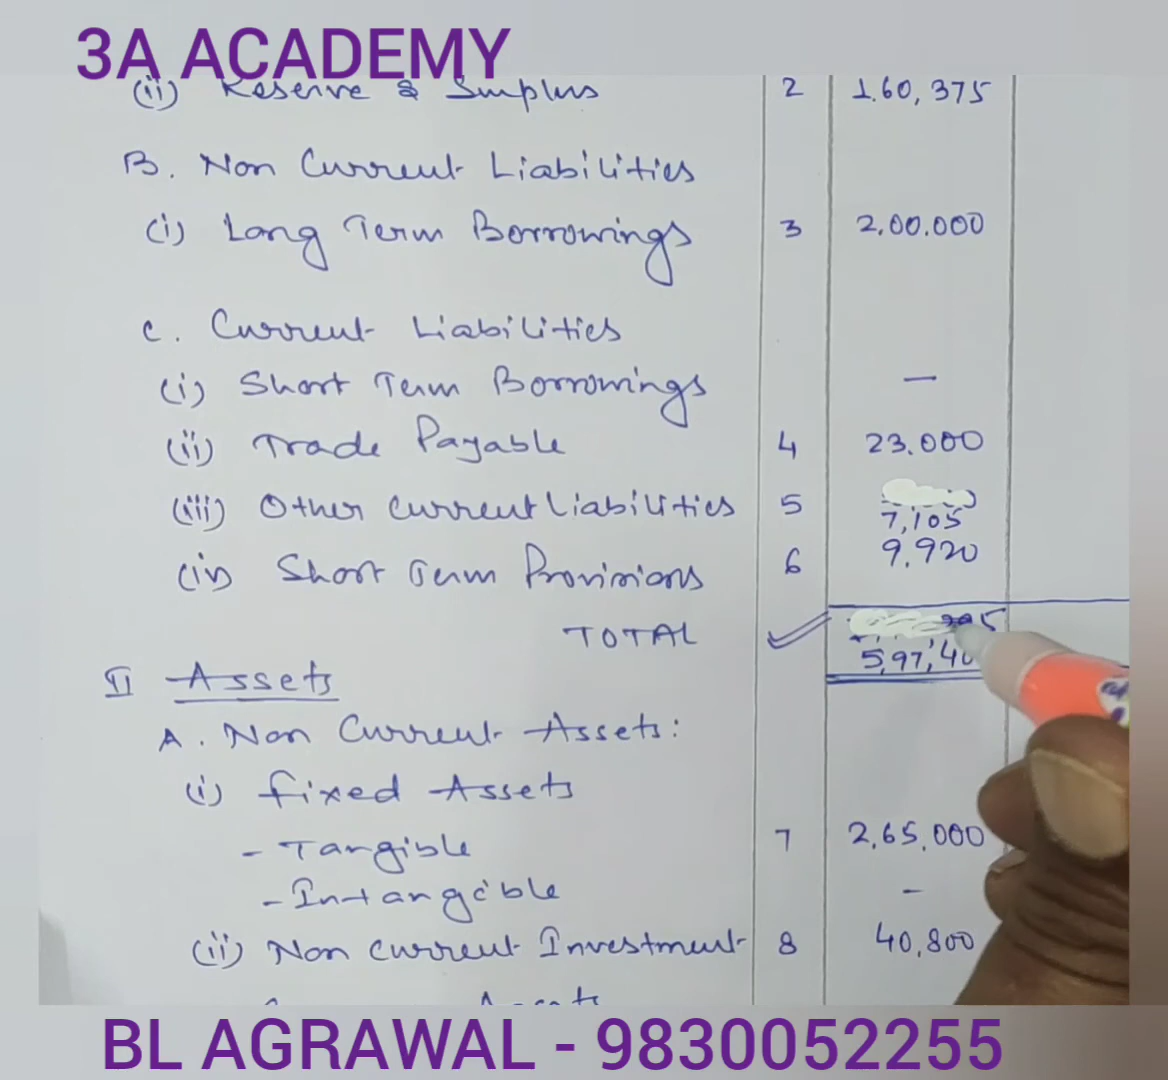 3A ACADEMY
(ii) Reserve & Surplus 2 1,60,375
B. Non Current Liabilities
(i) Long Term Borrowings 3 2,00,000
C. Current Liabilities
(i) Short Term Borrowings —
(ii) Trade Payable 4 23,000
(iii) Other Current Liabilities 5 7,105
(iv) Short Term Provisions 6 9,920
TOTAL 5,97,40
II Assets
A. Non Current Assets:
(i) Fixed Assets
- Tangible 7 2,65,000
- Intangible -
(ii) Non Current Investment 8 40,800
BL AGRAWAL - 9830052255